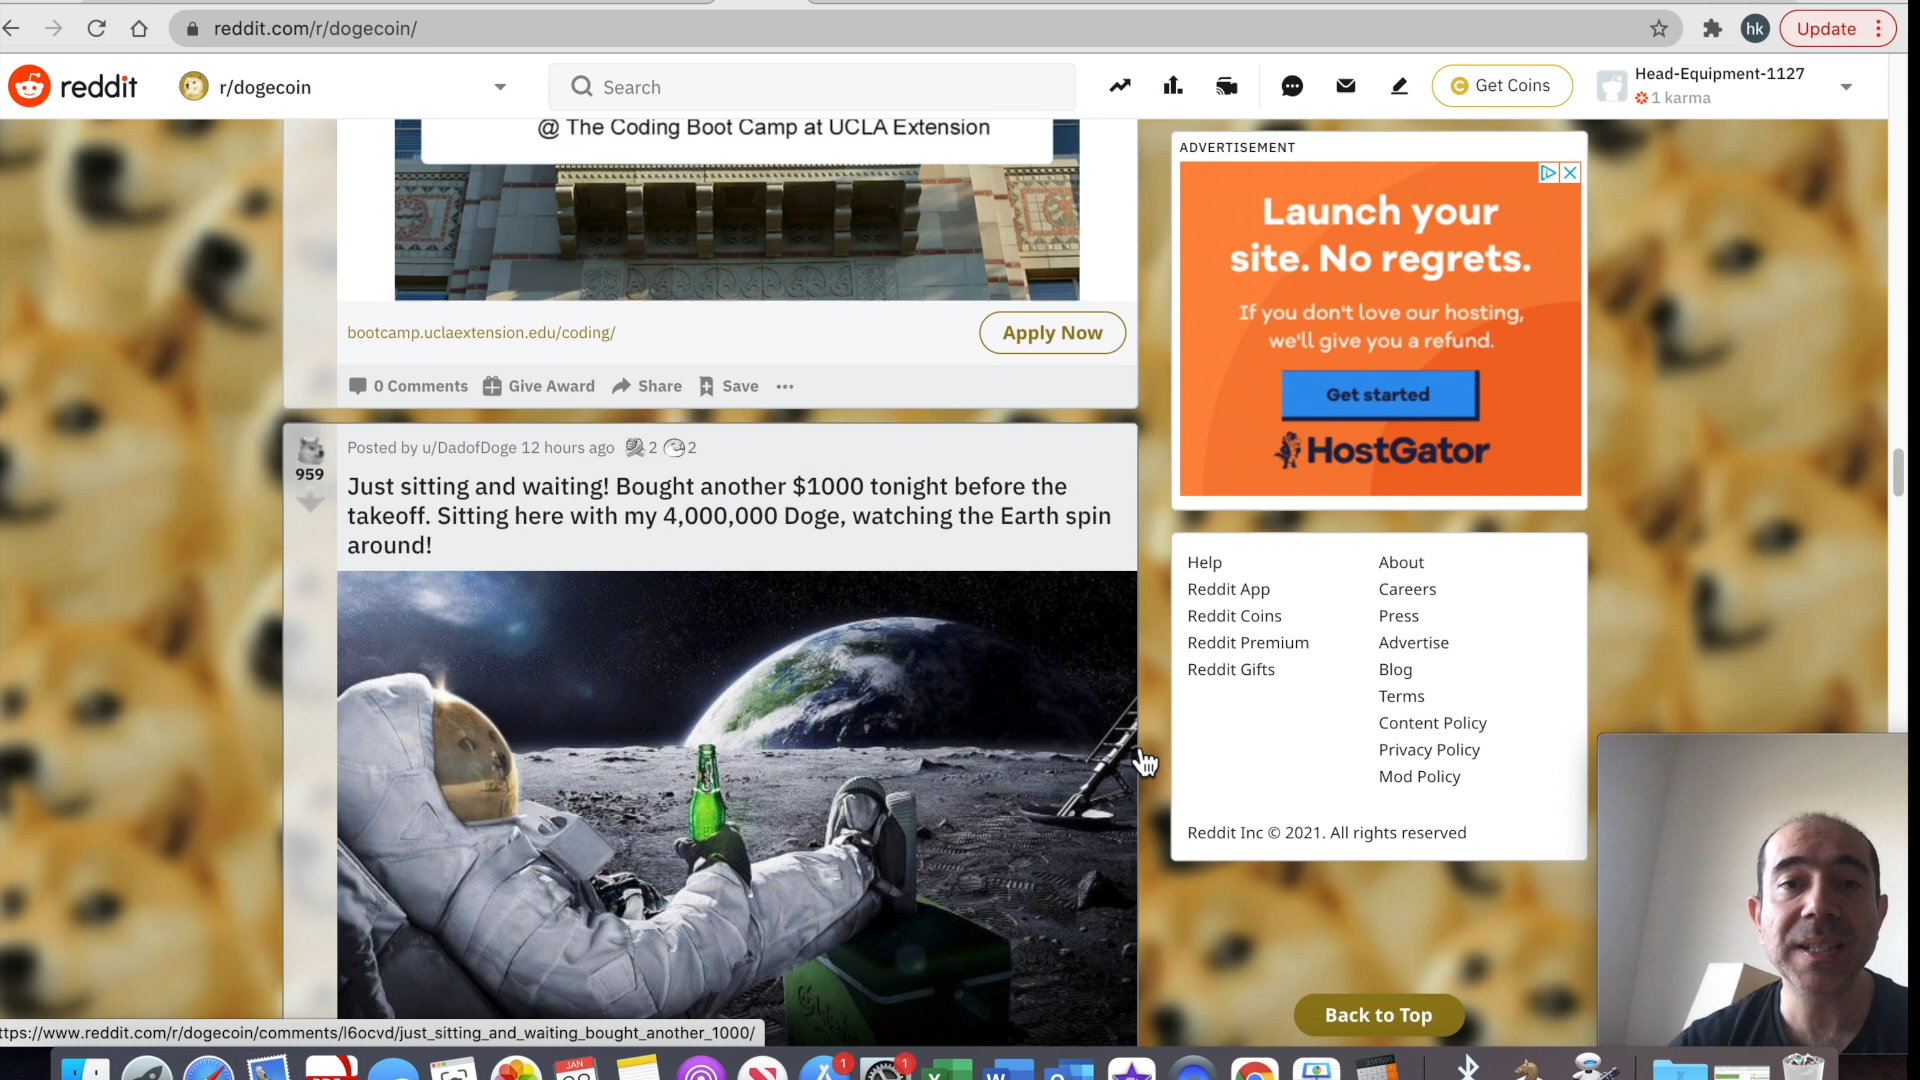 reddit.com/r/dogecoin/
hk
Update
reddit
r/dogecoin
Search
Get Coins
Head-Equipment-1127
1 karma
@ The Coding Boot Camp at UCLA Extension
bootcamp.uclaextension.edu/coding/
Apply Now
0 Comments
Give Award
Share
Save
959
Posted by u/DadofDoge 12 hours ago
2
2
Just sitting and waiting! Bought another $1000 tonight before the
takeoff. Sitting here with my 4,000,000 Doge, watching the Earth spin
around!
ADVERTISEMENT
Launch your
site. No regrets.
If you don't love our hosting,
we'll give you a refund.
Get started
HostGator
Help
Reddit App
Reddit Coins
Reddit Premium
Reddit Gifts
About
Careers
Press
Advertise
Blog
Terms
Content Policy
Privacy Policy
Mod Policy
Reddit Inc © 2021. All rights reserved
Back to Top
ttps://www.reddit.com/r/dogecoin/comments/l6ocvd/just_sitting_and_waiting_bought_another_1000/
JAN
1
1